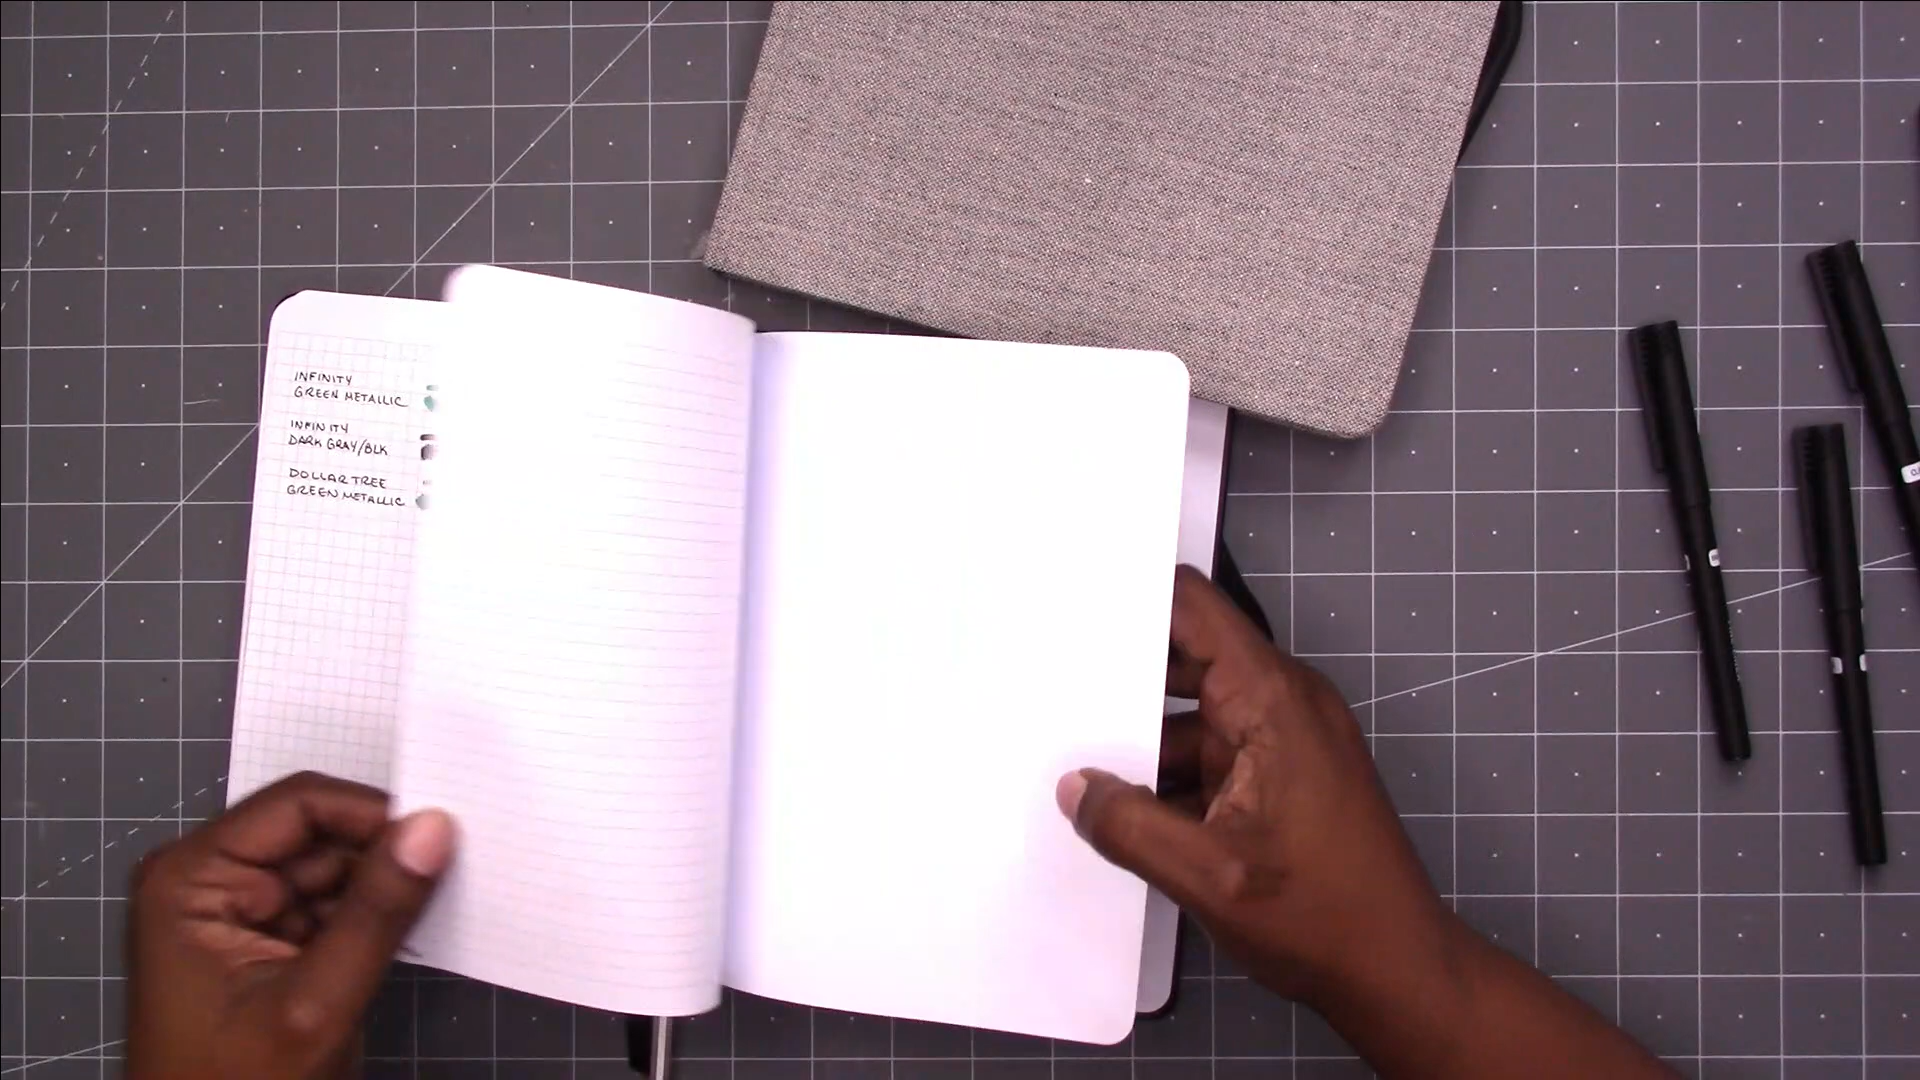 INFINITY
GREEN METALLIC
INFINITY
DARK GRAY/BLK
DOLLAR TREE
GREEN METALLIC